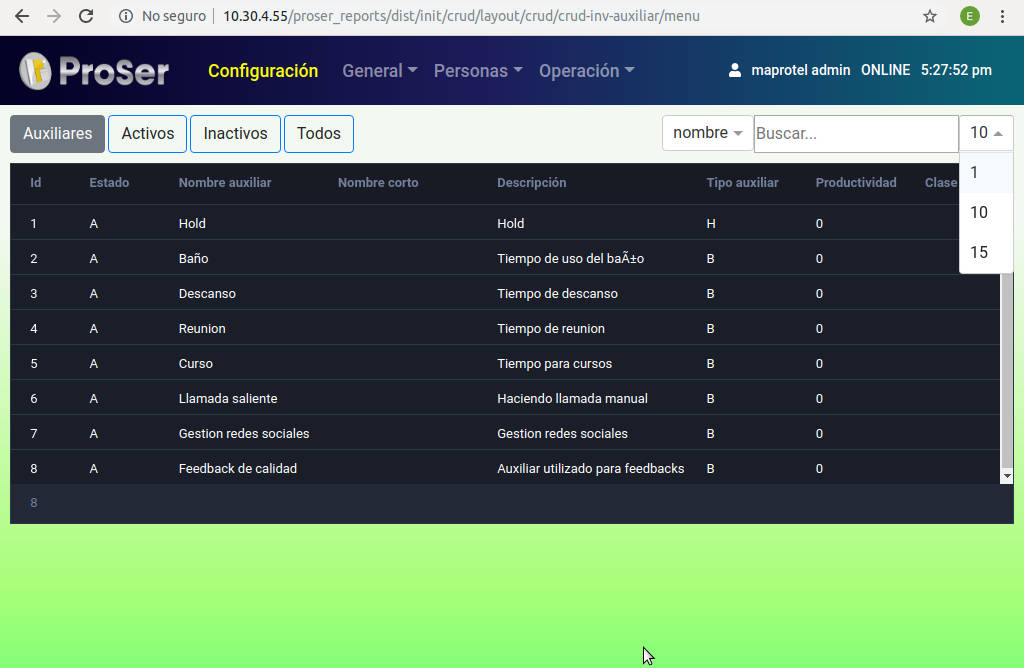 No seguro 10.30.4.55/proser_reports/dist/init/crud/layout/crud/crud-inv-auxiliar/menu E
ProSer Configuración General Personas Operación maprotel admin ONLINE 5:27:52 pm
Auxiliares Activos Inactivos Todos nombre Buscar... 10
1
10
15
Id Estado Nombre auxiliar Nombre corto Descripción Tipo auxiliar Productividad Clase
1 A Hold Hold H 0
2 A Baño Tiempo de uso del baÃ±o B 0
3 A Descanso Tiempo de descanso B 0
4 A Reunion Tiempo de reunion B 0
5 A Curso Tiempo para cursos B 0
6 A Llamada saliente Haciendo llamada manual B 0
7 A Gestion redes sociales Gestion redes sociales B 0
8 A Feedback de calidad Auxiliar utilizado para feedbacks B 0
8